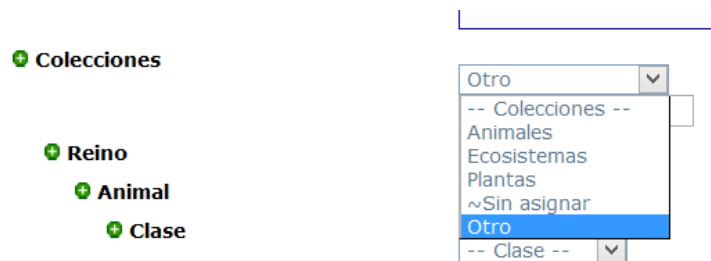 Colecciones
Otro
-- Colecciones --
Animales
Ecosistemas
Plantas
~Sin asignar
Otro
Reino
Animal
Clase
-- Clase --